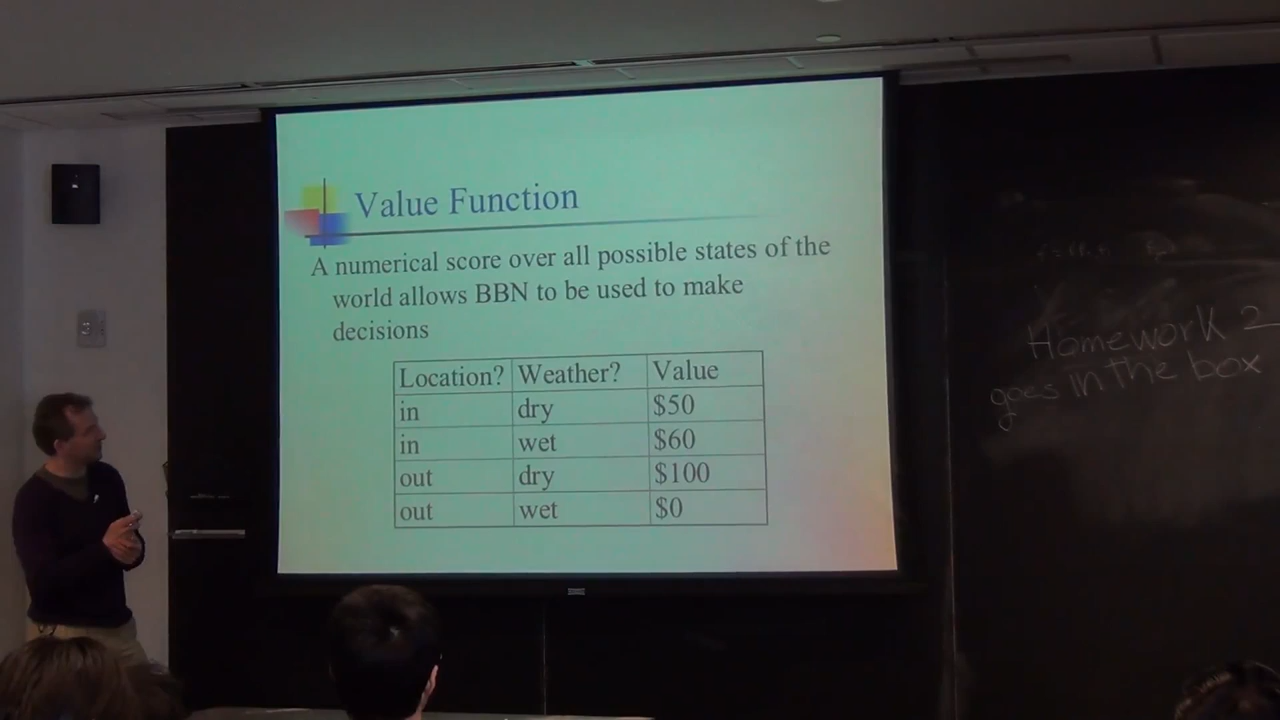 Value Function
A numerical score over all possible states of the
world allows BBN to be used to make
decisions
Location? Weather? Value
in dry $50
in wet $60
out dry $100
out wet $0
Homework 2
goes in the box